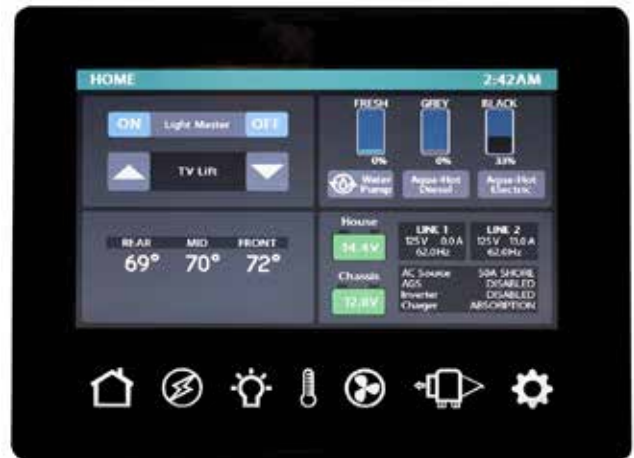 HOME 2:42AM
ON Light Master OFF
TV Lift
FRESH GREY BLACK
0% 0% 33%
Water Pump
Aqua-Hot Diesel
Aqua-Hot Electric
REAR MID FRONT
69° 70° 72°
House
14.4V
Chassis
12.8V
LINE 1
125V 0.0A
62.0Hz
LINE 2
125V 11.0A
62.0Hz
AC Source 50A SHORE
AGS DISABLED
Inverter DISABLED
Charger ABSORPTION